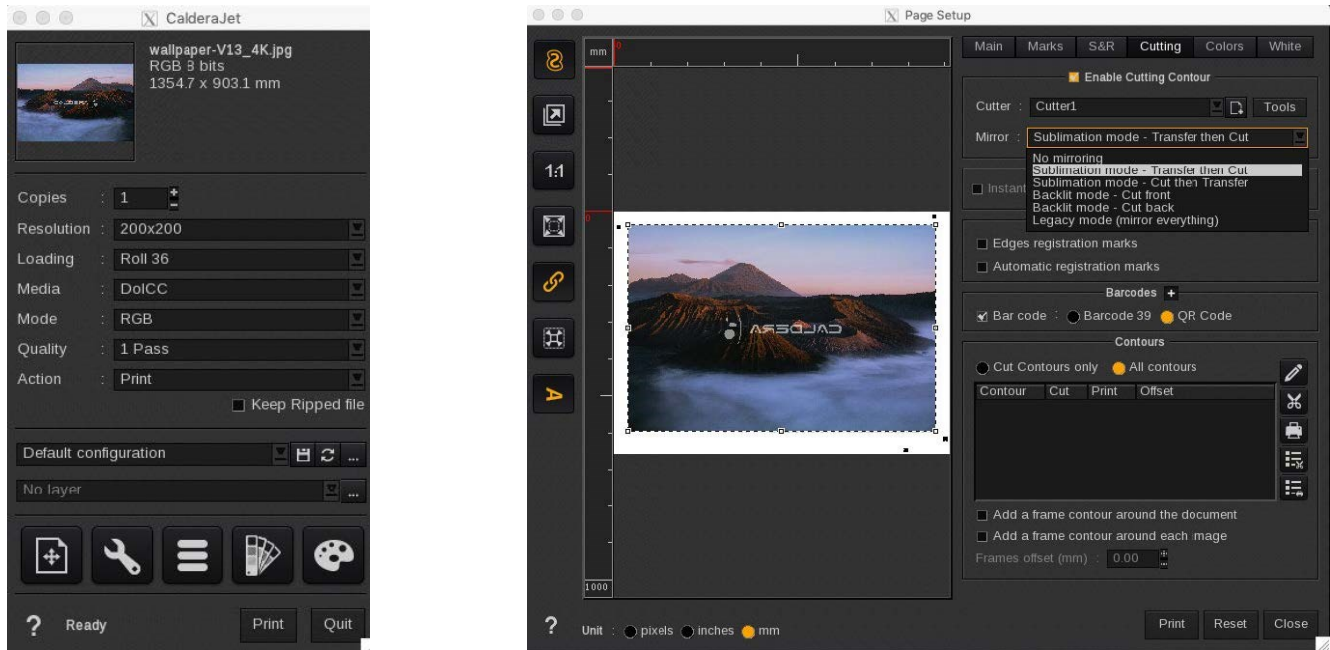 CalderaJet
wallpaper-V13_4K.jpg
RGB 8 bits
1354.7 x 903.1 mm
CALDERA
Copies : 1
Resolution : 200x200
Loading : Roll 36
Media : DolCC
Mode : RGB
Quality : 1 Pass
Action : Print
Keep Ripped file
Default configuration
...
No layer
...
? Ready
Print
Quit
Page Setup
mm
0
0
1000
1:1
A
CALDERA
Main Marks S&R Cutting Colors White
Enable Cutting Contour
Cutter : Cutter1
Tools
Mirror : Sublimation mode - Transfer then Cut
No mirroring
Sublimation mode - Transfer then Cut
Sublimation mode - Cut then Transfer
Backlit mode - Cut front
Backlit mode - Cut back
Legacy mode (mirror everything)
Instant
Edges registration marks
Automatic registration marks
Barcodes +
Bar code : Barcode 39 QR Code
Contours
Cut Contours only All contours
Contour Cut Print Offset
Add a frame contour around the document
Add a frame contour around each image
Frames offset (mm) : 0.00
? Unit : pixels inches mm
Print Reset Close